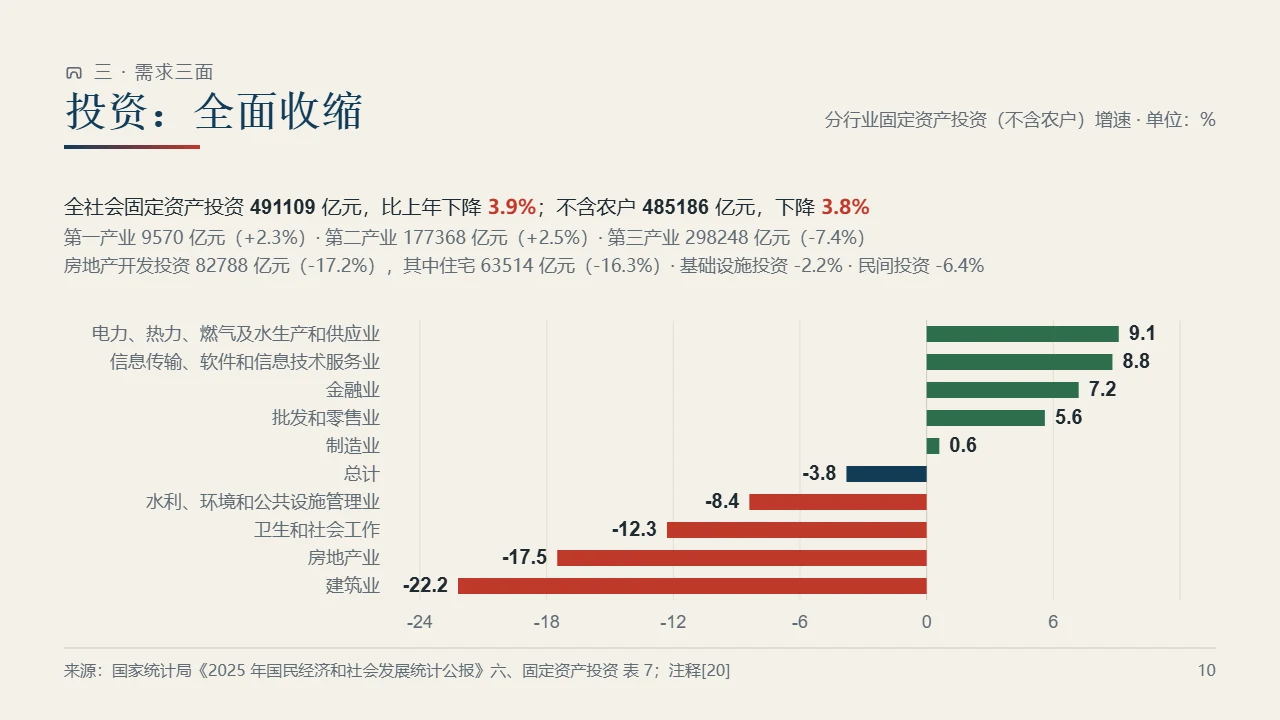 三 · 需求三面
投资：全面收缩
分行业固定资产投资（不含农户）增速 · 单位：%
全社会固定资产投资 491109 亿元，比上年下降 3.9%；不含农户 485186 亿元，下降 3.8%
第一产业 9570 亿元（+2.3%）· 第二产业 177368 亿元（+2.5%）· 第三产业 298248 亿元（-7.4%）
房地产开发投资 82788 亿元（-17.2%），其中住宅 63514 亿元（-16.3%）· 基础设施投资 -2.2% · 民间投资 -6.4%
电力、热力、燃气及水生产和供应业 9.1
信息传输、软件和信息技术服务业 8.8
金融业 7.2
批发和零售业 5.6
制造业 0.6
总计 -3.8
水利、环境和公共设施管理业 -8.4
卫生和社会工作 -12.3
房地产业 -17.5
建筑业 -22.2
-24 -18 -12 -6 0 6
来源：国家统计局《2025 年国民经济和社会发展统计公报》六、固定资产投资 表 7；注释[20]
10